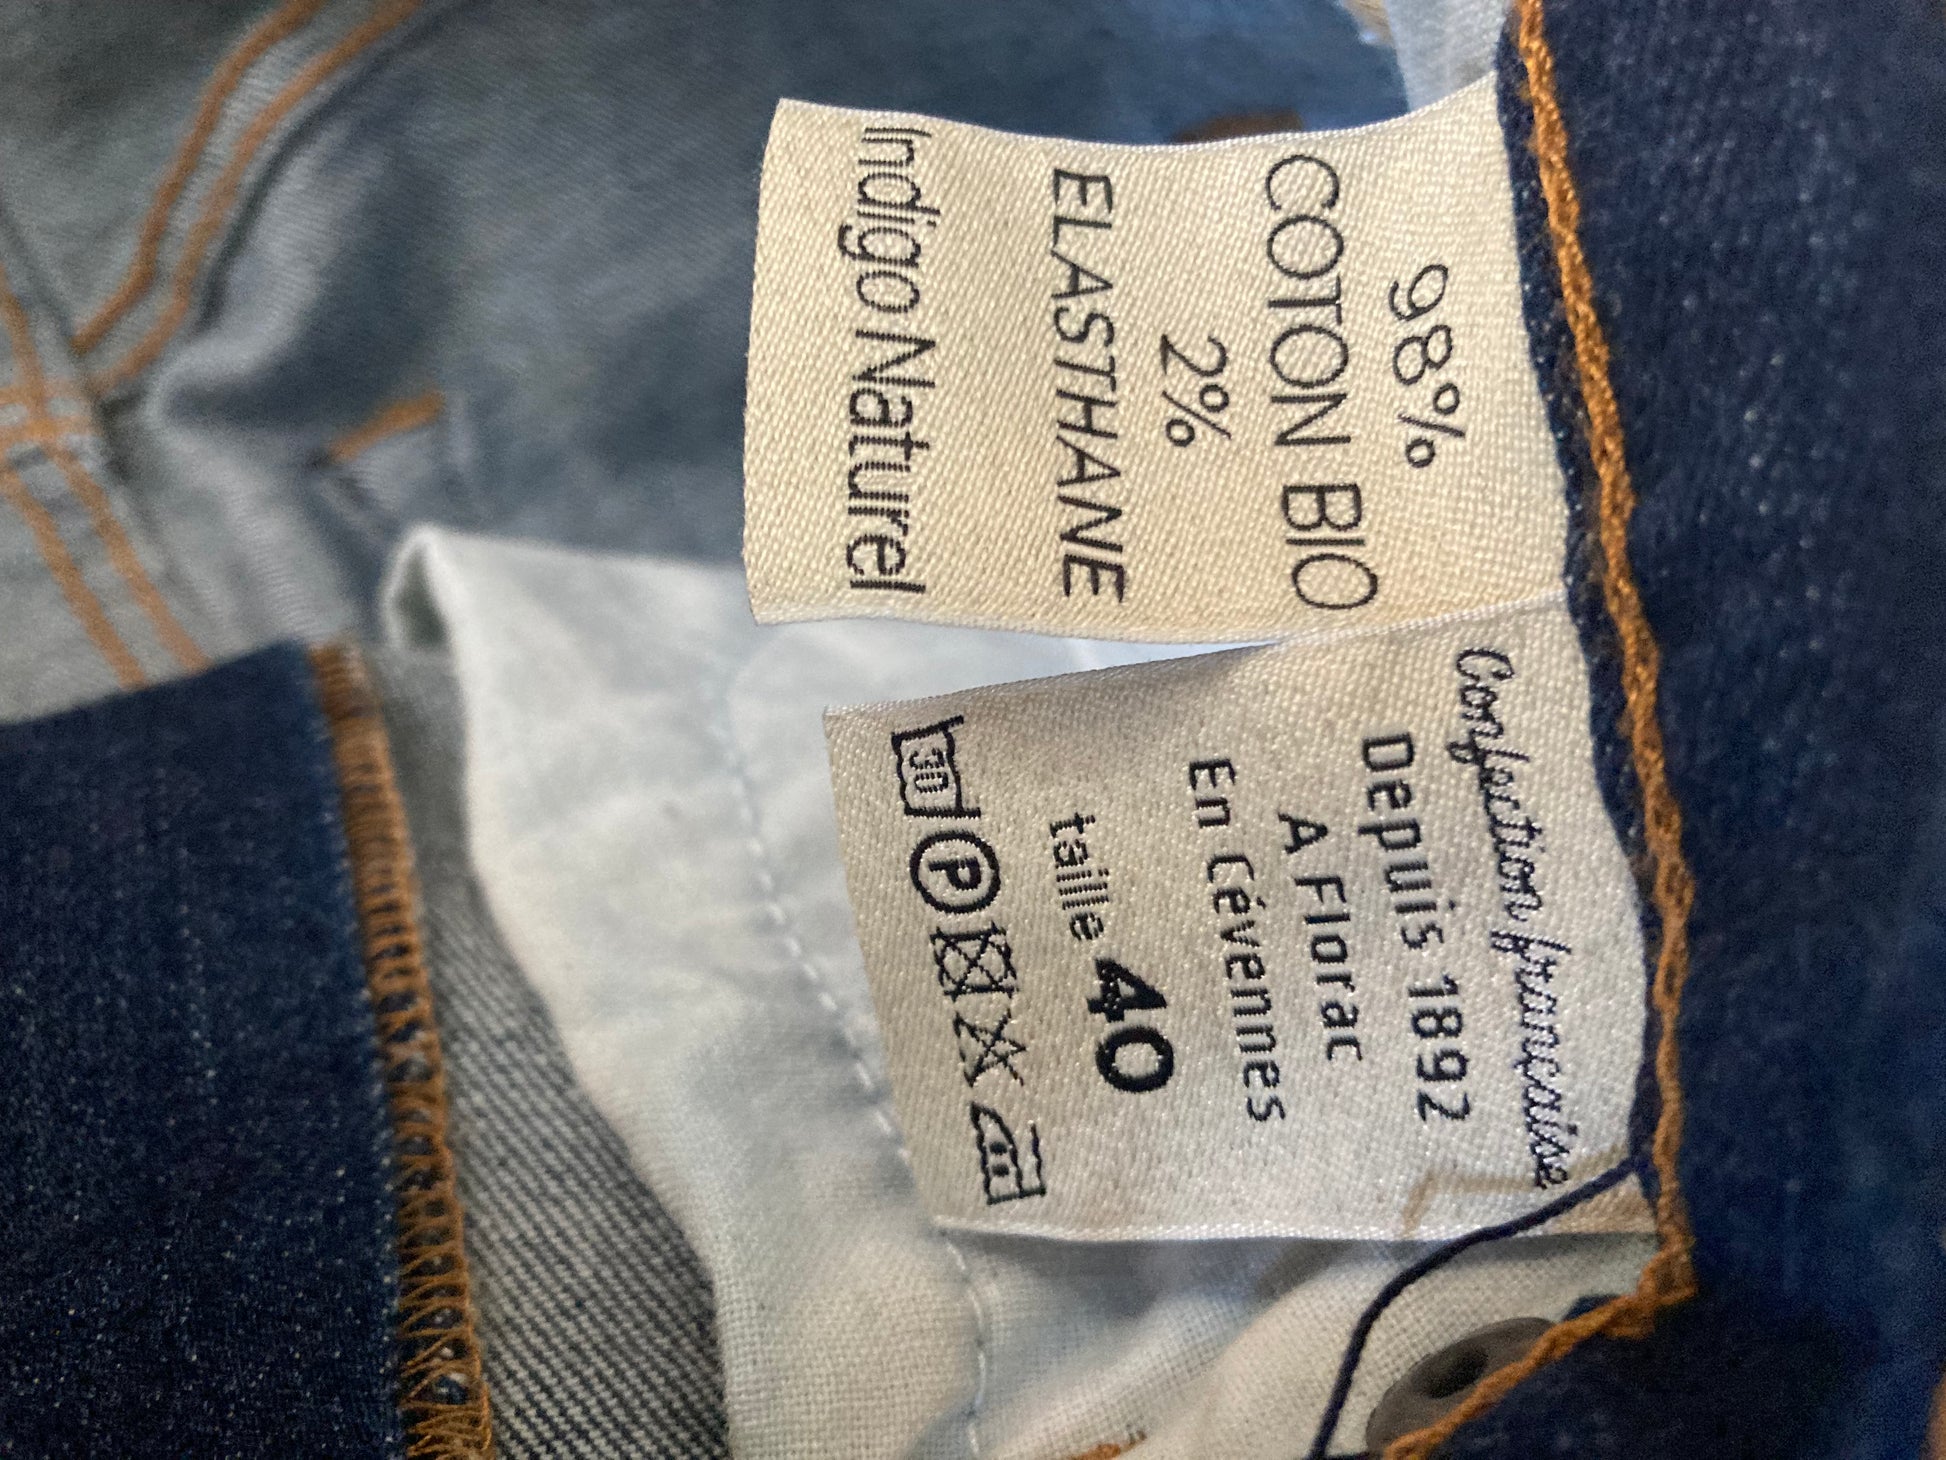 98%
COTON BIO
2%
ELASTHANE
Indigo Naturel
Confection française
Depuis 1892
A Florac
En Cévennes
taille 40
30 P